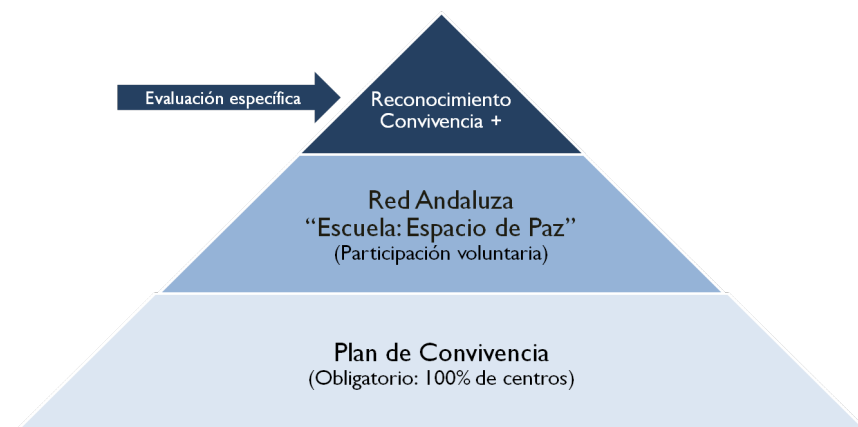 Evaluación específica
Reconocimiento
Convivencia +
Red Andaluza
“Escuela: Espacio de Paz”
(Participación voluntaria)
Plan de Convivencia
(Obligatorio: 100% de centros)